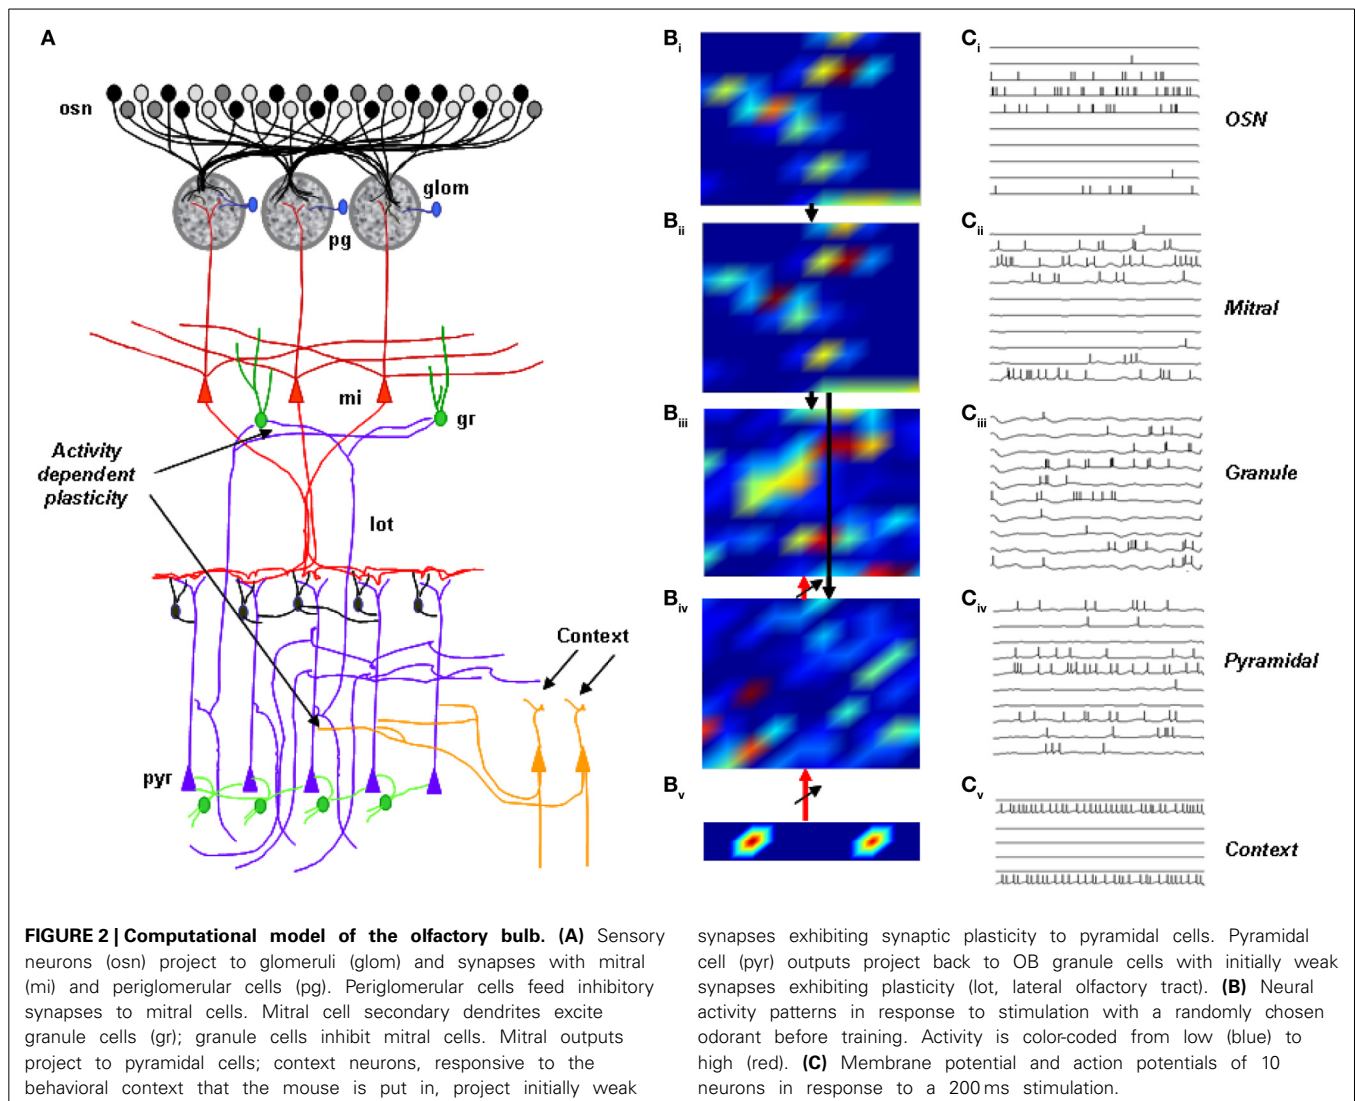 A
osn
glom
pg
mi
gr
Activity
dependent
plasticity
lot
Context
pyr
Bi
Bii
Biii
Biv
Bv
Ci
OSN
Cii
Mitral
Ciii
Granule
Civ
Pyramidal
Cv
Context
FIGURE 2 | Computational model of the olfactory bulb. (A) Sensory
neurons (osn) project to glomeruli (glom) and synapses with mitral
(mi) and periglomerular cells (pg). Periglomerular cells feed inhibitory
synapses to mitral cells. Mitral cell secondary dendrites excite
granule cells (gr); granule cells inhibit mitral cells. Mitral outputs
project to pyramidal cells; context neurons, responsive to the
behavioral context that the mouse is put in, project initially weak
synapses exhibiting synaptic plasticity to pyramidal cells. Pyramidal
cell (pyr) outputs project back to OB granule cells with initially weak
synapses exhibiting plasticity (lot, lateral olfactory tract). (B) Neural
activity patterns in response to stimulation with a randomly chosen
odorant before training. Activity is color-coded from low (blue) to
high (red). (C) Membrane potential and action potentials of 10
neurons in response to a 200 ms stimulation.